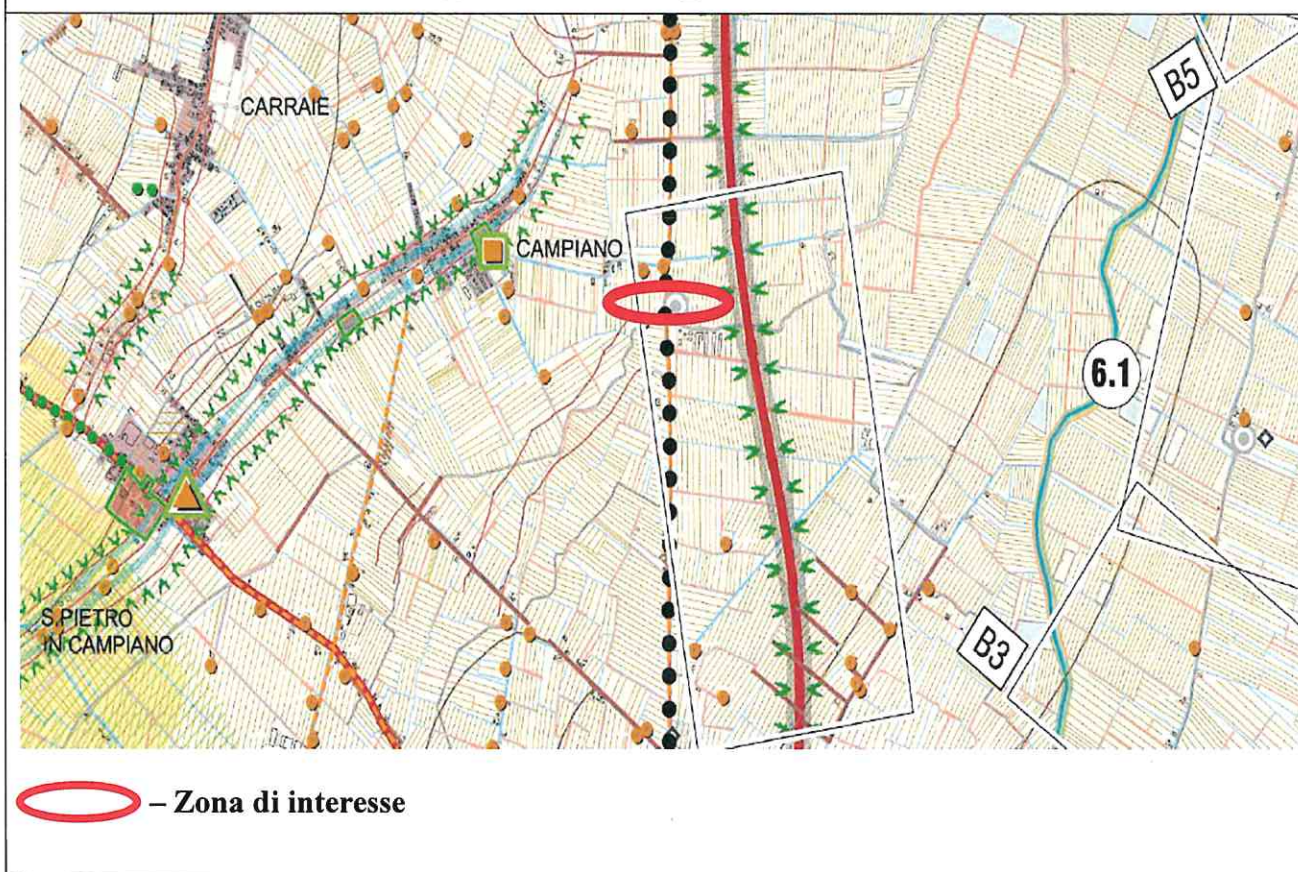 B5
CARRAIE
CAMPIANO
6.1
S.PIETRO
IN CAMPIANO
B3
– Zona di interesse